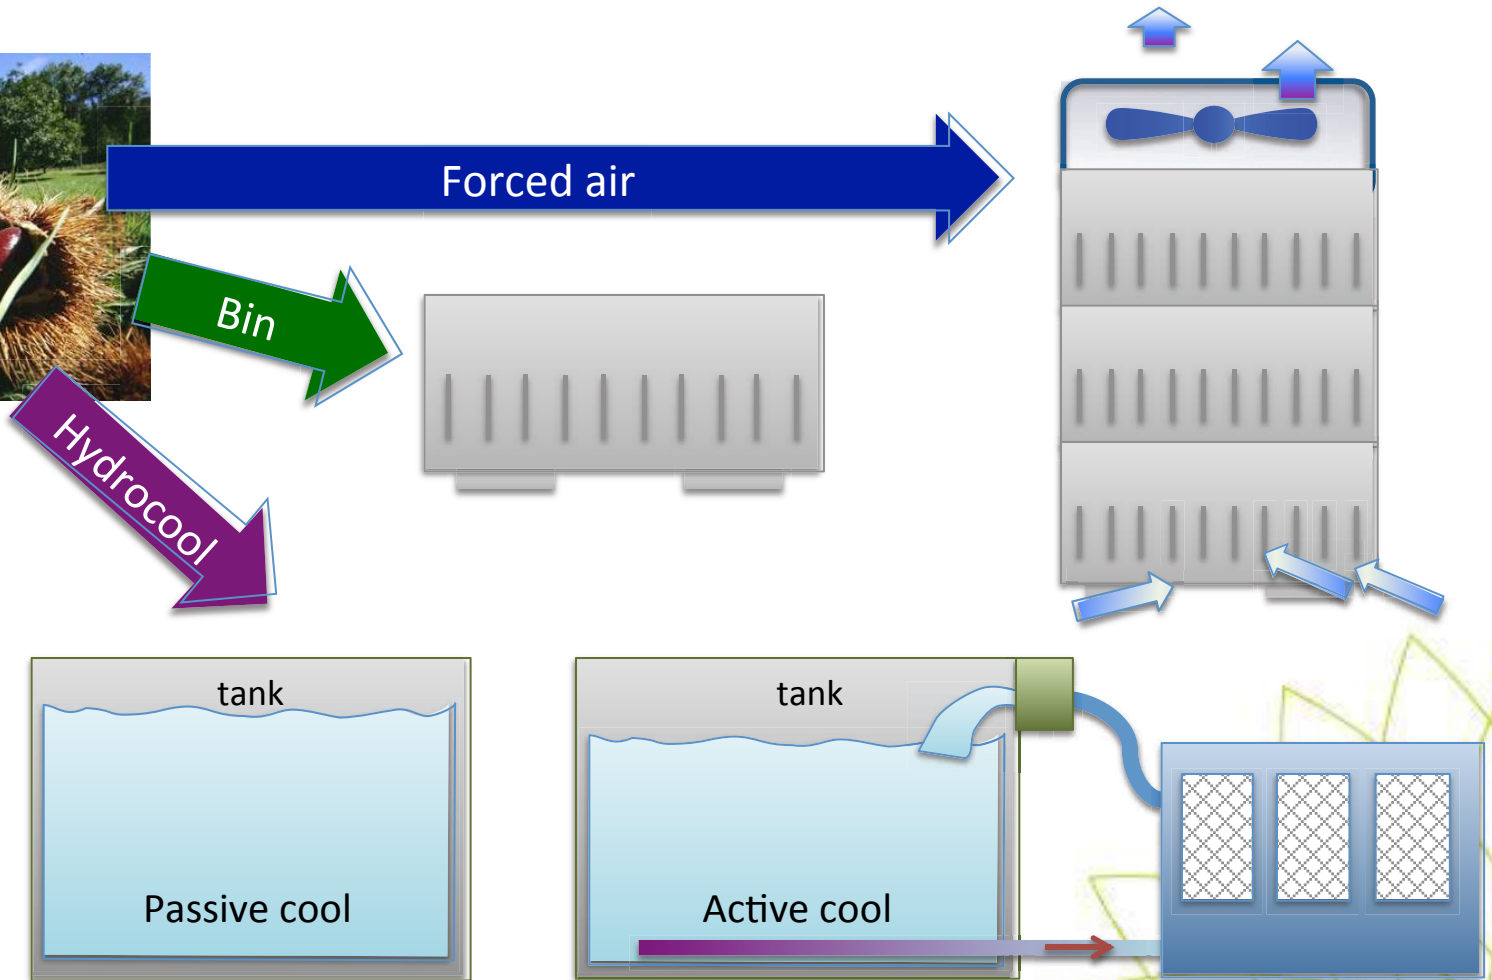 Forced air
Bin
Hydrocool
tank
tank
Passive cool
Active cool